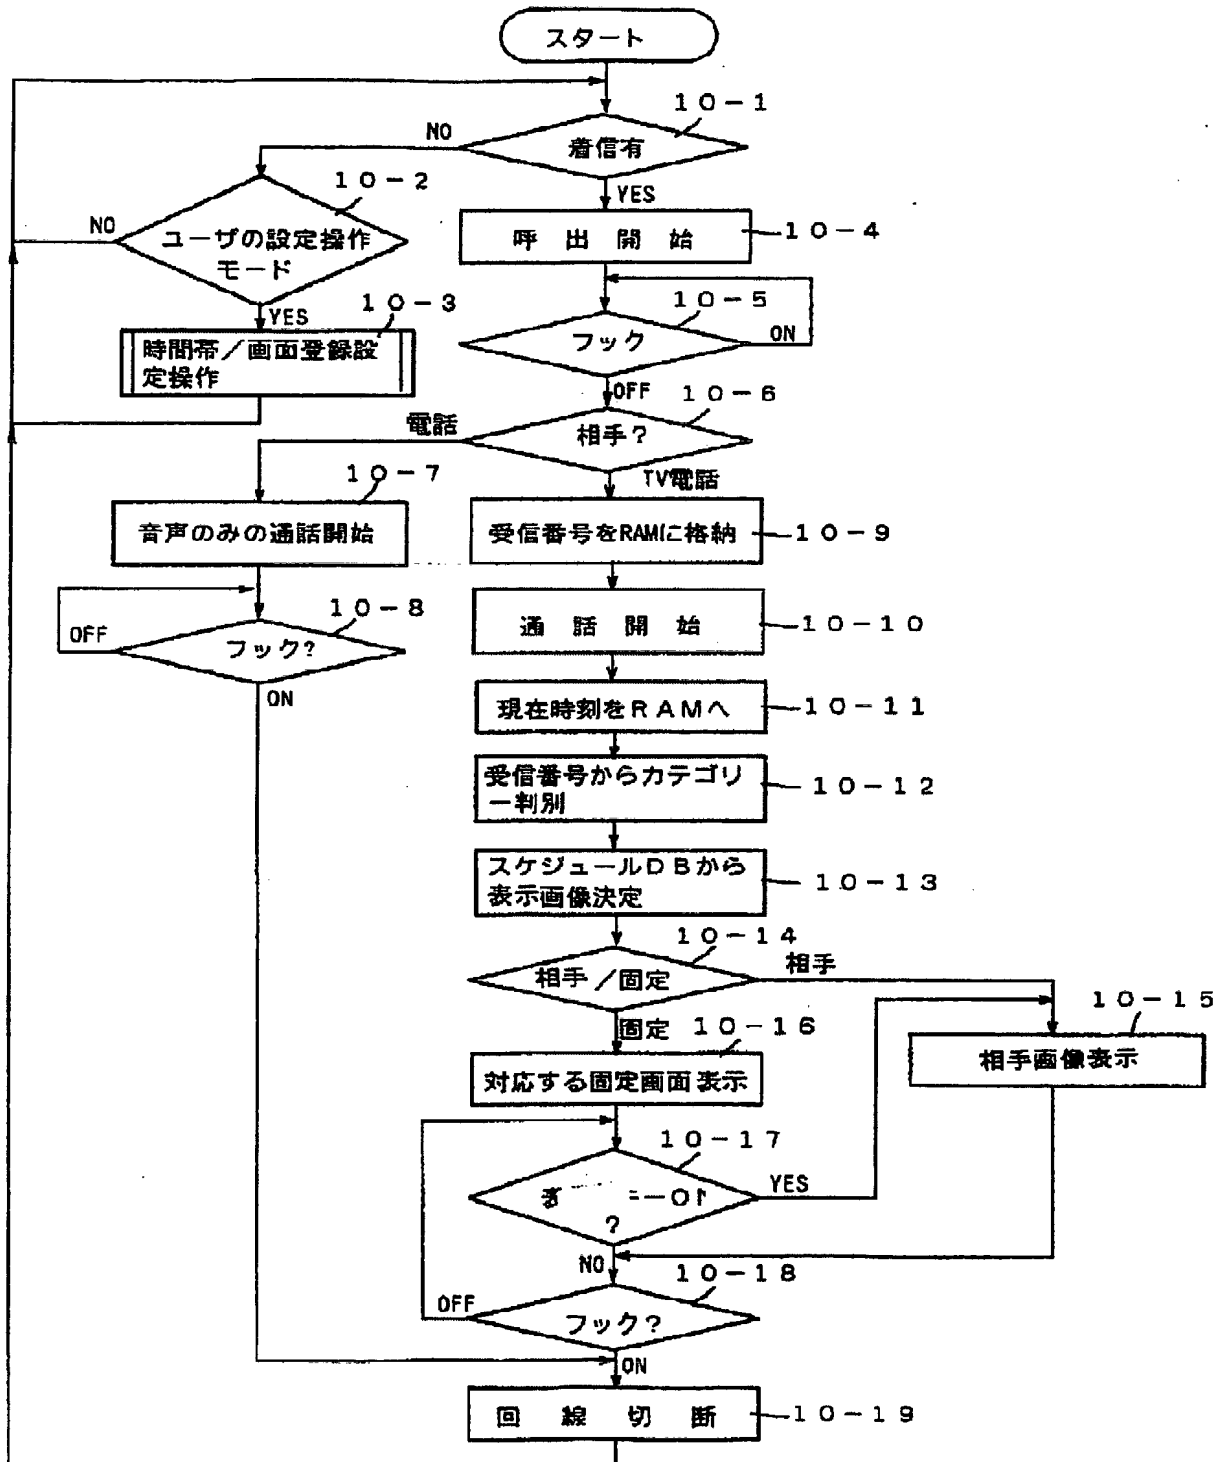 スタート
10-1
着信有
NO
YES
10-2
ユーザの設定操作
モード
NO
YES
10-3
時間帯/画面登録設
定操作
呼出開始
10-4
10-5
フック
ON
OFF
10-6
相手?
電話
TV電話
10-7
音声のみの通話開始
10-8
フック?
OFF
ON
受信番号をRAMに格納
10-9
通話開始
10-10
現在時刻をRAMへ
10-11
受信番号からカテゴリ
ー判別
10-12
スケジュールDBから
表示画像決定
10-13
10-14
相手/固定
相手
固定
10-15
相手画像表示
10-16
対応する固定画面表示
10-17
?
YES
NO
10-18
フック?
OFF
ON
回線切断
10-19